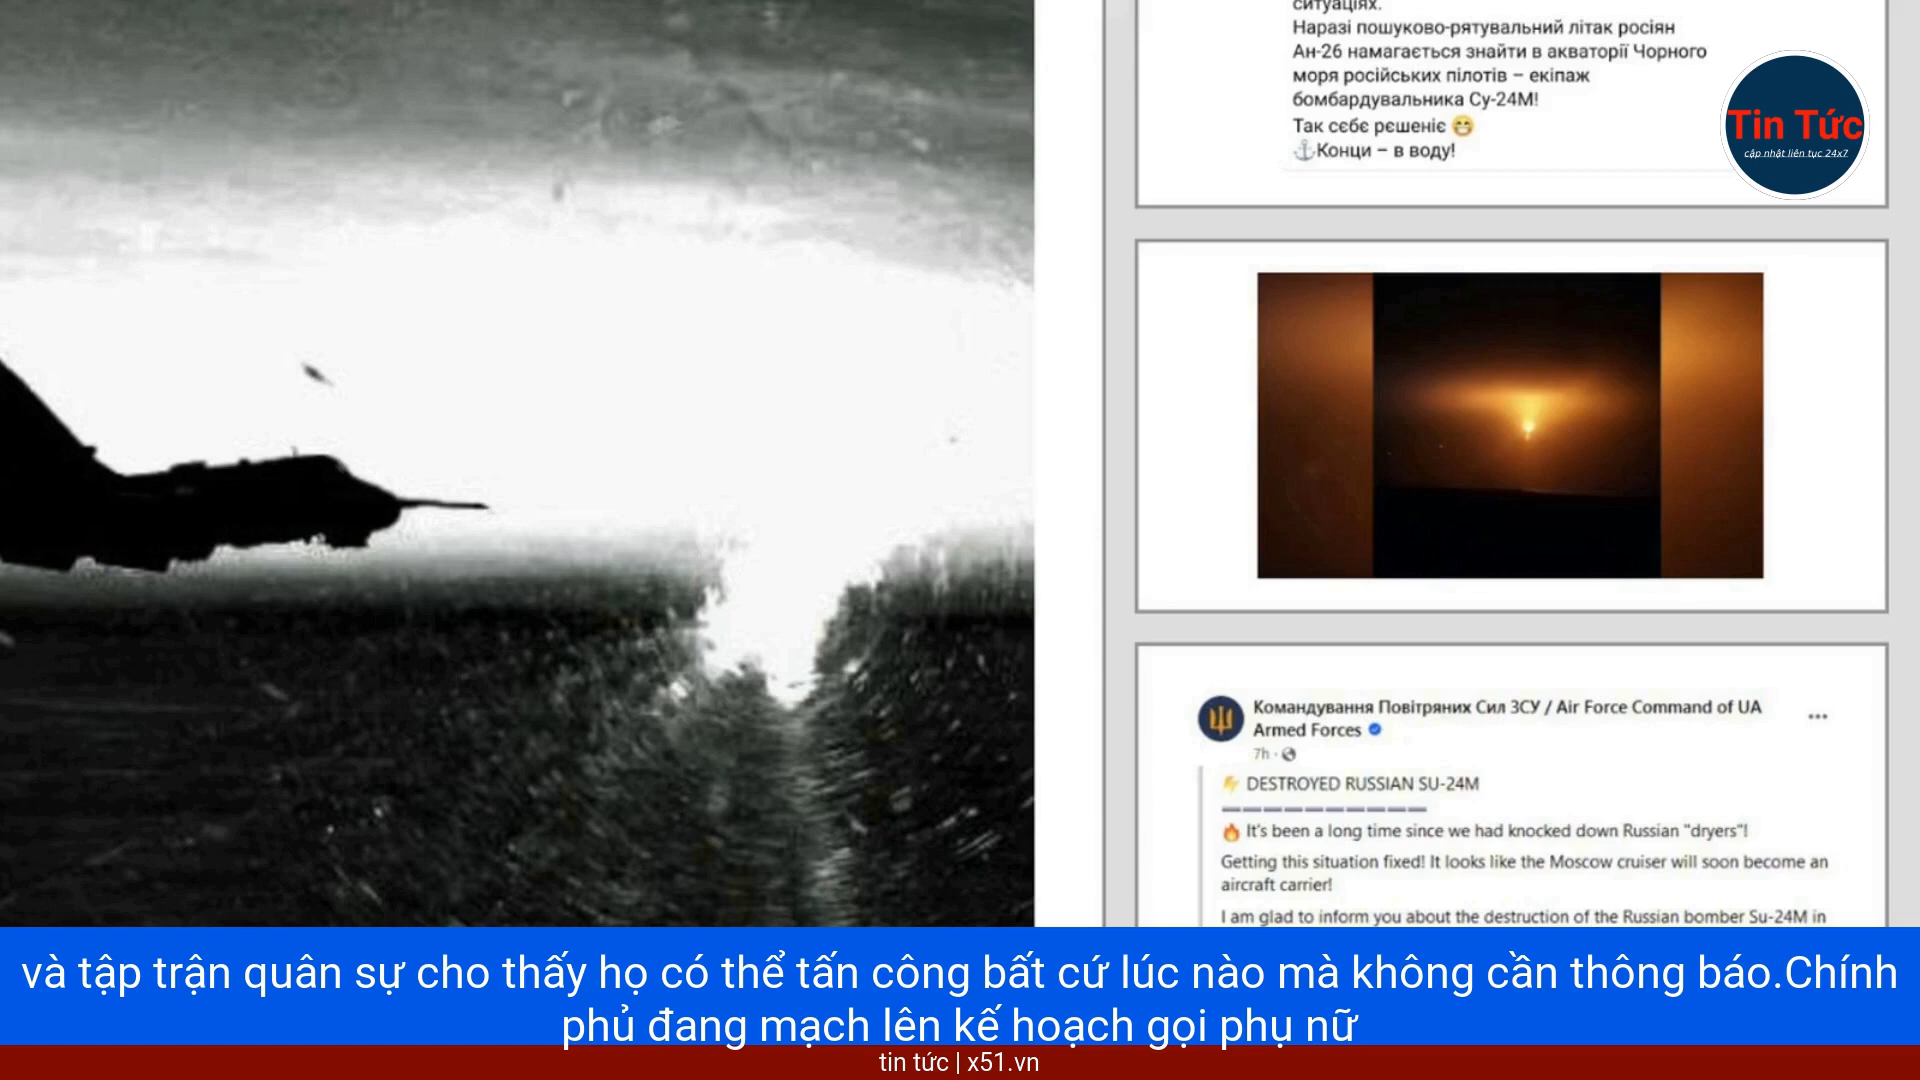 ситуаціях.
Наразі пошуково-рятувальний літак росіян
Ан-26 намагається знайти в акваторії Чорного
моря російських пілотів – екіпаж
бомбардувальника Су-24М!
Так сєбє рєшеніє 😁
⚓Конци – в воду!
Tin Tức
cập nhật liên tục 24x7
Командування Повітряних Сил ЗСУ / Air Force Command of UA
Armed Forces
7h ·
⚡ DESTROYED RUSSIAN SU-24M
➖➖➖➖➖➖➖➖➖➖
🔥 It's been a long time since we had knocked down Russian "dryers"!
Getting this situation fixed! It looks like the Moscow cruiser will soon become an
aircraft carrier!
I am glad to inform you about the destruction of the Russian bomber Su-24M in
và tập trận quân sự cho thấy họ có thể tấn công bất cứ lúc nào mà không cần thông báo.Chính
phủ đang mạch lên kế hoạch gọi phụ nữ
tin tức | x51.vn